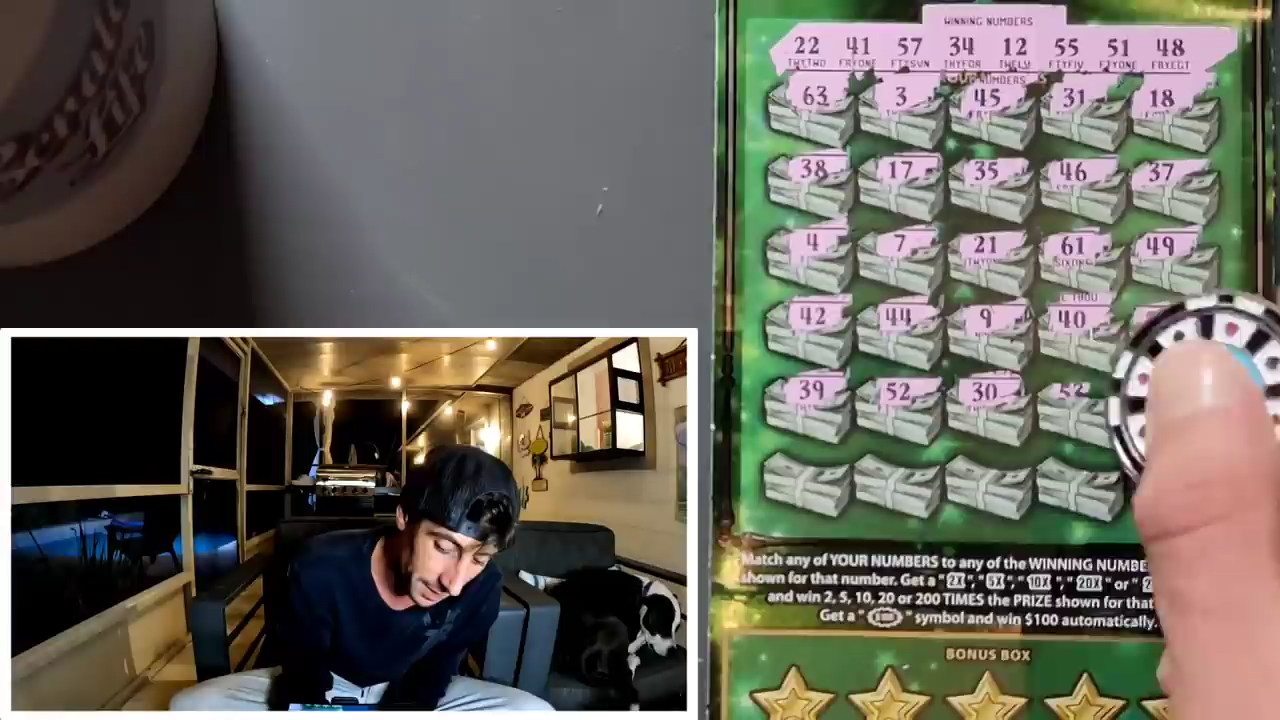 Life
WINNING NUMBERS
22 41 57 34 12 55 51 48
TWYTWO FRYONE FTYSVN THYFOR TWELV FTYFIV FTYONE FRYEGT
YOUR NUMBERS
63 3 45 31 18
38 17 35 46 37
4 7 21 61 49
42 44 9 40
39 52 30
Match any of YOUR NUMBERS to any of the WINNING NUMBE
shown for that number. Get a "2X", "5X", "10X", "20X" or "2
and win 2, 5, 10, 20 or 200 TIMES the PRIZE shown for that
Get a " " symbol and win $100 automatically.
BONUS BOX